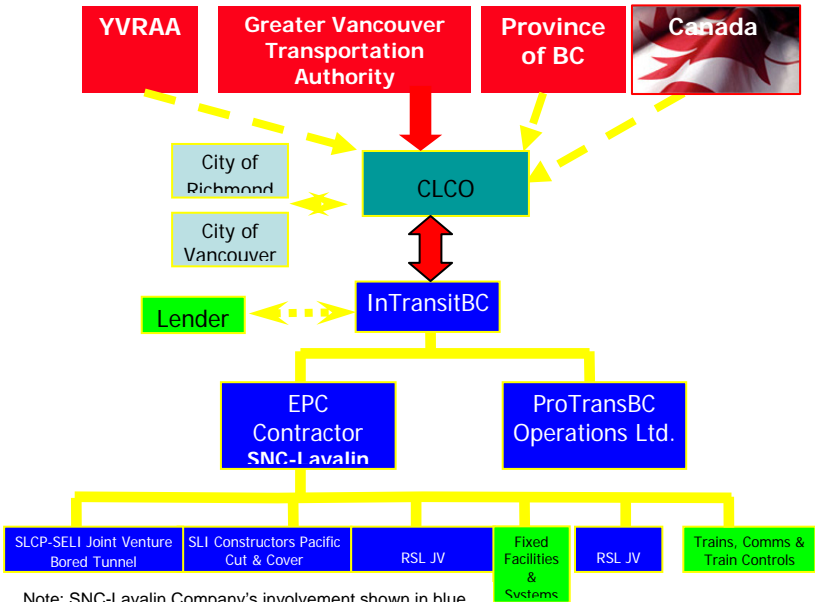 YVRAA
Greater Vancouver
Transportation
Authority
Province
of BC
Canada
City of
Richmond
CLCO
City of
Vancouver
InTransitBC
Lender
EPC
Contractor
SNC-Lavalin
ProTransBC
Operations Ltd.
SLCP-SELI Joint Venture
Bored Tunnel
SLI Constructors Pacific
Cut & Cover
RSL JV
Fixed
Facilities
&
Systems
RSL JV
Trains, Comms &
Train Controls
Note: SNC-Lavalin Company's involvement shown in blue